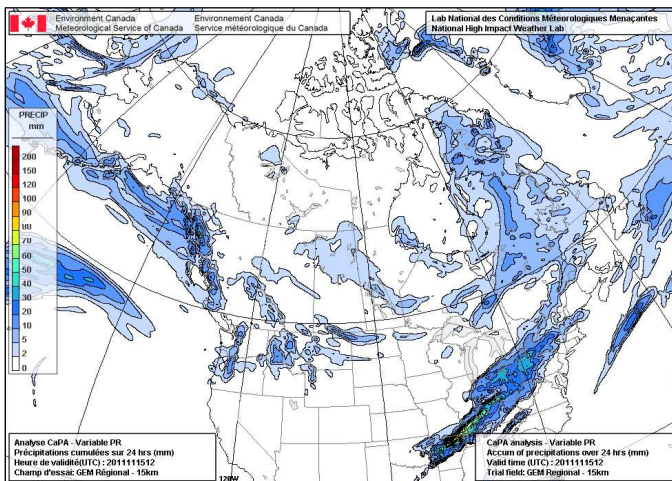 Environment Canada
Meteorological Service of Canada
Environnement Canada
Service météorologique du Canada
Lab National des Conditions Méteorologiques Menaçantes
National High Impact Weather Lab
PRECIP
mm
200
150
120
100
90
80
70
60
50
40
30
20
10
5
2
0
Analyse CaPA - Variable PR
Précipitations cumulées sur 24 hrs (mm)
Heure de validité(UTC) : 2011111512
Champ d'essai: GEM Régional - 15km
120W
CaPA analysis - Variable PR
Accum of precipitations over 24 hrs (mm)
Valid time(UTC) : 2011111512
Trial field: GEM Regional - 15km